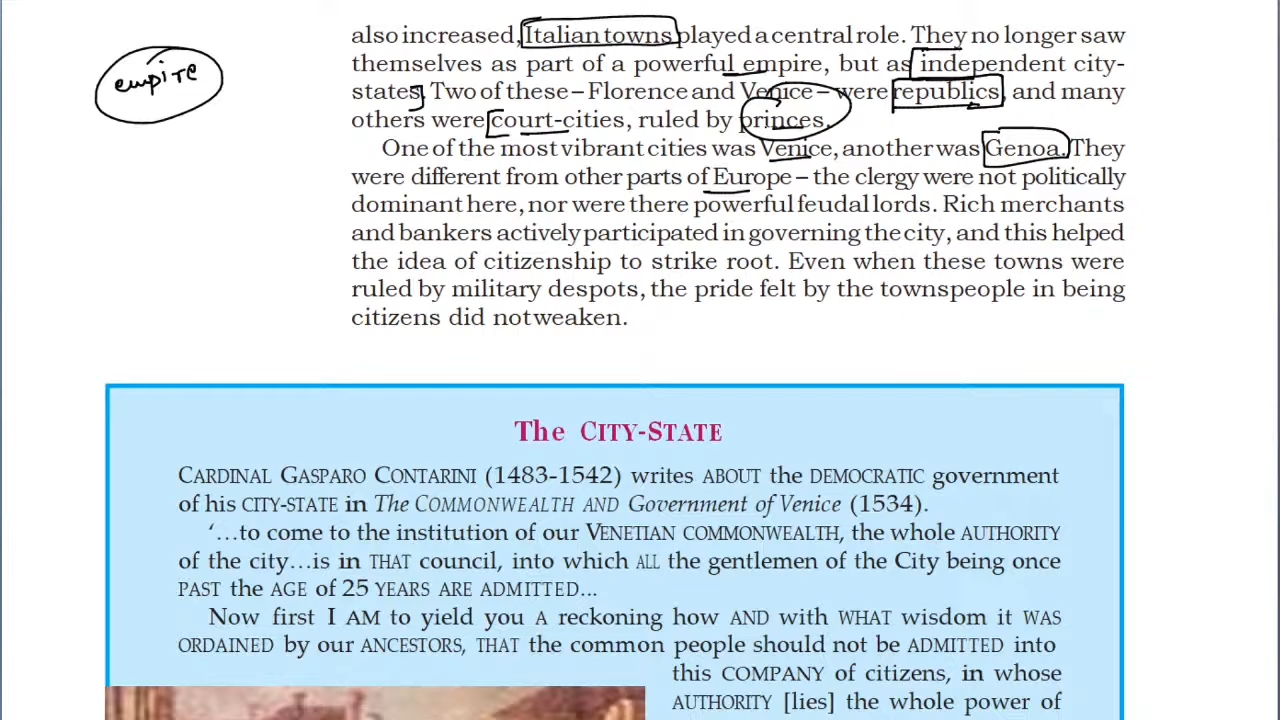 also increased, Italian towns played a central role. They no longer saw
empire
themselves as part of a powerful empire, but as independent city-
states. Two of these – Florence and Venice – were republics, and many
others were court-cities, ruled by princes.
One of the most vibrant cities was Venice, another was Genoa. They
were different from other parts of Europe – the clergy were not politically
dominant here, nor were there powerful feudal lords. Rich merchants
and bankers actively participated in governing the city, and this helped
the idea of citizenship to strike root. Even when these towns were
ruled by military despots, the pride felt by the townspeople in being
citizens did not weaken.
The CITY-STATE
CARDINAL GASPARO CONTARINI (1483-1542) writes ABOUT the DEMOCRATIC government
of his CITY-STATE in The COMMONWEALTH AND Government of Venice (1534).
‘…to come to the institution of our VENETIAN COMMONWEALTH, the whole AUTHORITY
of the city…is in THAT council, into which ALL the gentlemen of the City being once
PAST the AGE of 25 YEARS ARE ADMITTED…
Now first I AM to yield you A reckoning how AND with WHAT wisdom it WAS
ORDAINED by our ANCESTORS, THAT the common people should not be ADMITTED into
this COMPANY of citizens, in whose
AUTHORITY [lies] the whole power of